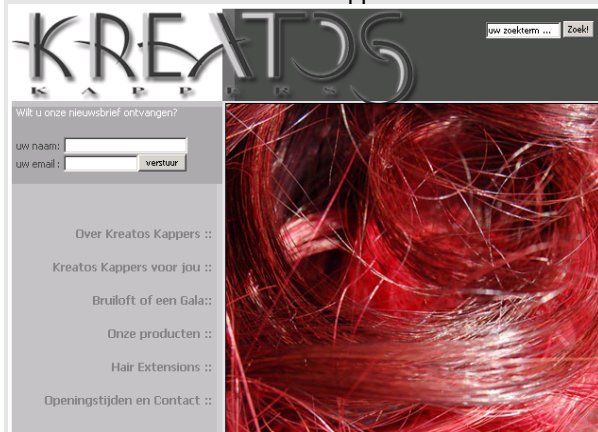 KREATOS
KAPPERS
uw zoekterm ... Zoek!
Wilt u onze nieuwsbrief ontvangen?
uw naam:
uw email : verstuur
Over Kreatos Kappers ::
Kreatos Kappers voor jou ::
Bruiloft of een Gala::
Onze producten ::
Hair Extensions ::
Openingstijden en Contact ::